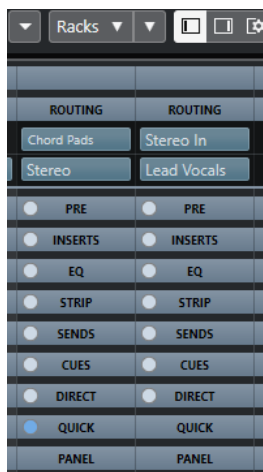 Racks
ROUTING ROUTING
Chord Pads Stereo In
Stereo Lead Vocals
PRE PRE
INSERTS INSERTS
EQ EQ
STRIP STRIP
SENDS SENDS
CUES CUES
DIRECT DIRECT
QUICK QUICK
PANEL PANEL